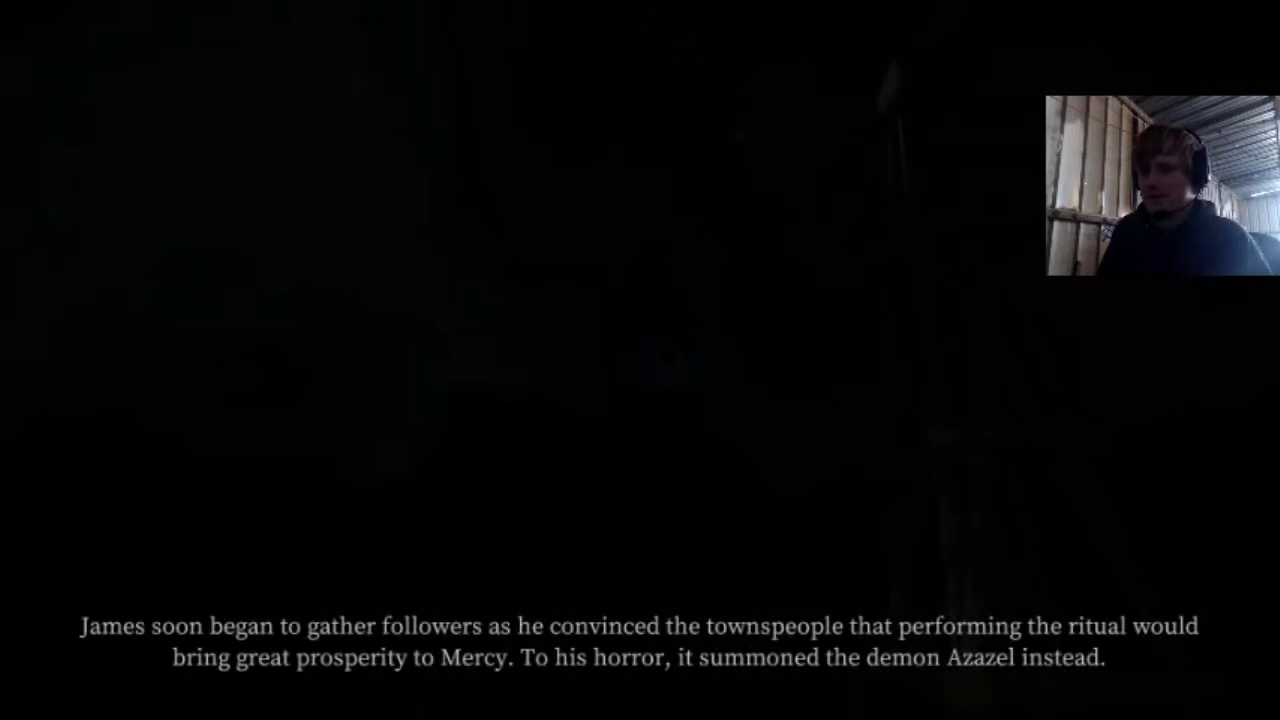 James soon began to gather followers as he convinced the townspeople that performing the ritual would
bring great prosperity to Mercy. To his horror, it summoned the demon Azazel instead.